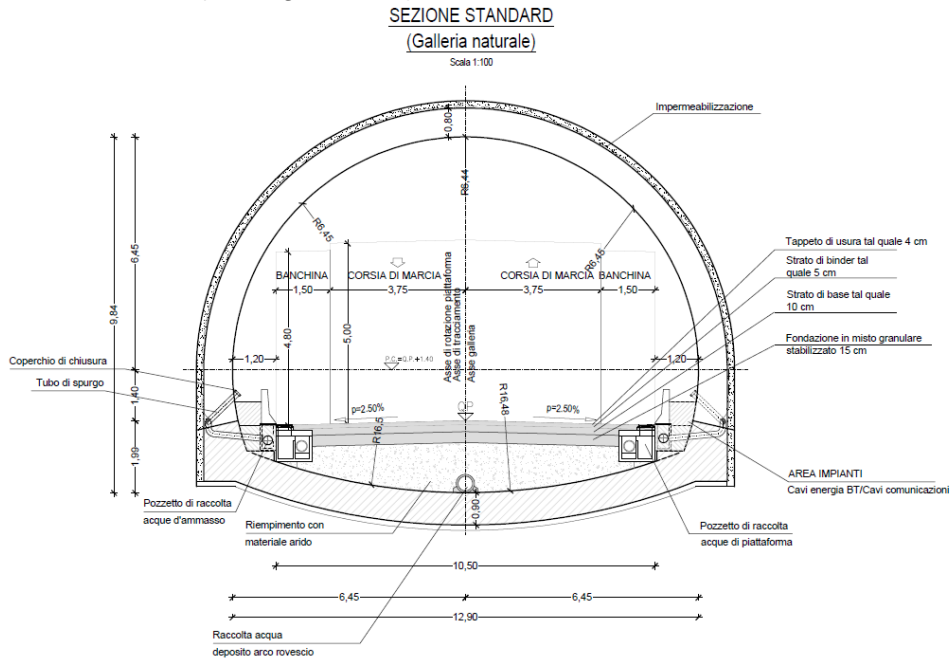 SEZIONE STANDARD
(Galleria naturale)
Scala 1:100
Impermeabilizzazione
0,80
R6,44
R6,45
R6,45
6,45
9,84
1,40
1,99
Tappeto di usura tal quale 4 cm
Strato di binder tal
quale 5 cm
Strato di base tal quale
10 cm
Fondazione in misto granulare
stabilizzato 15 cm
BANCHINA
CORSIA DI MARCIA
CORSIA DI MARCIA
BANCHINA
1,50
3,75
3,75
1,50
4,80
5,00
Asse di rotazione piattaforma
Asse di tracciamento
Asse galleria
1,20
1,20
P.C.=Q.P.+1.40
Coperchio di chiusura
Tubo di spurgo
p=2.50%
Q.P.
p=2.50%
R16,5
R16,48
AREA IMPIANTI
Cavi energia BT/Cavi comunicazioni
Pozzetto di raccolta
acque d'ammasso
Riempimento con
materiale arido
0,90
Pozzetto di raccolta
acque di piattaforma
10,50
6,45
6,45
12,90
Raccolta acqua
deposito arco rovescio